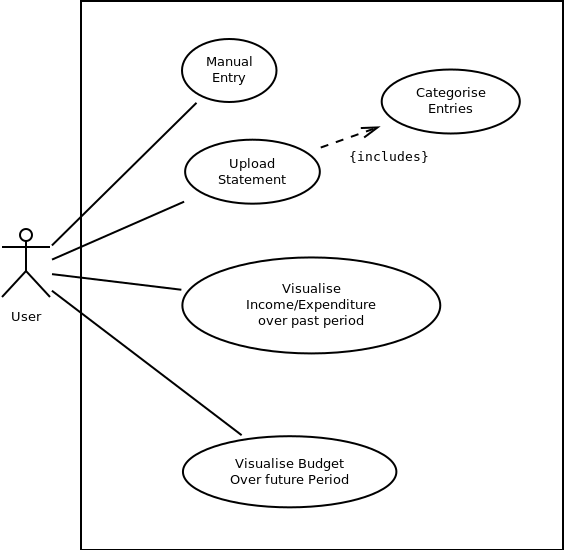 Manual
Entry
Categorise
Entries
Upload
Statement
{includes}
User
Visualise
Income/Expenditure
over past period
Visualise Budget
Over future Period